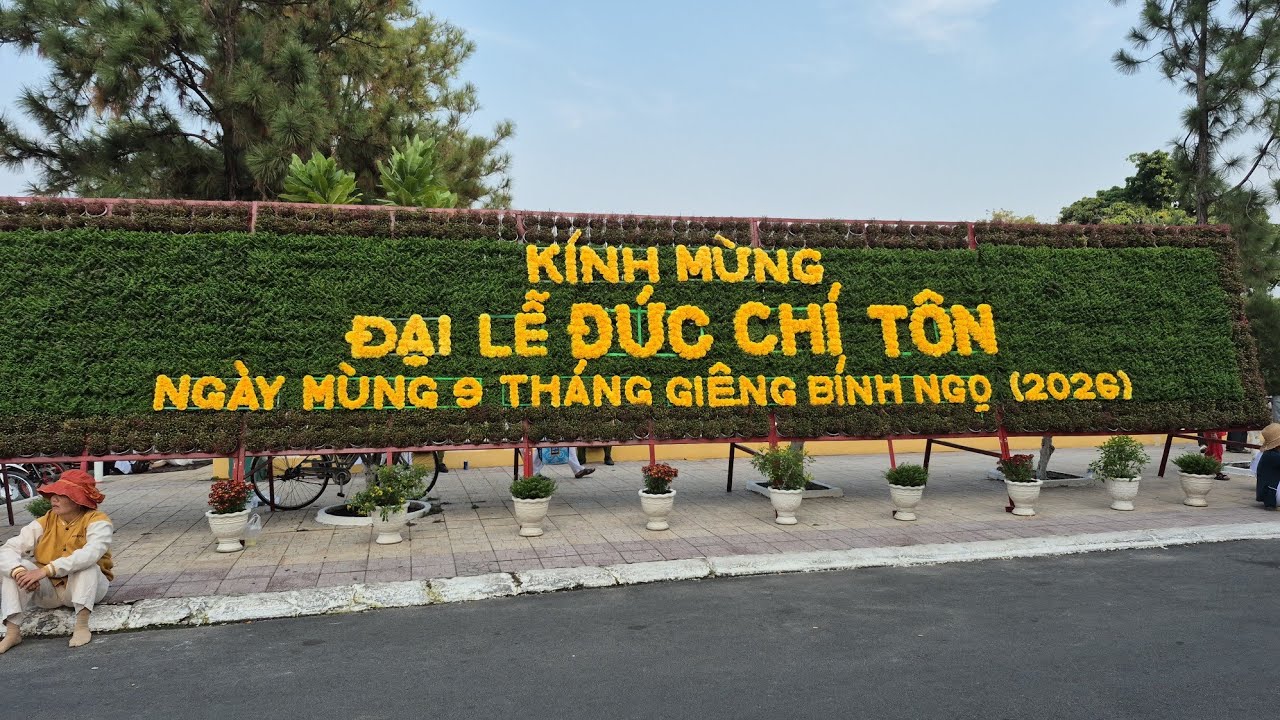 KÍNH MỪNG
ĐẠI LỄ ĐỨC CHÍ TÔN
NGÀY MÙNG 9 THÁNG GIÊNG BÍNH NGỌ (2026)